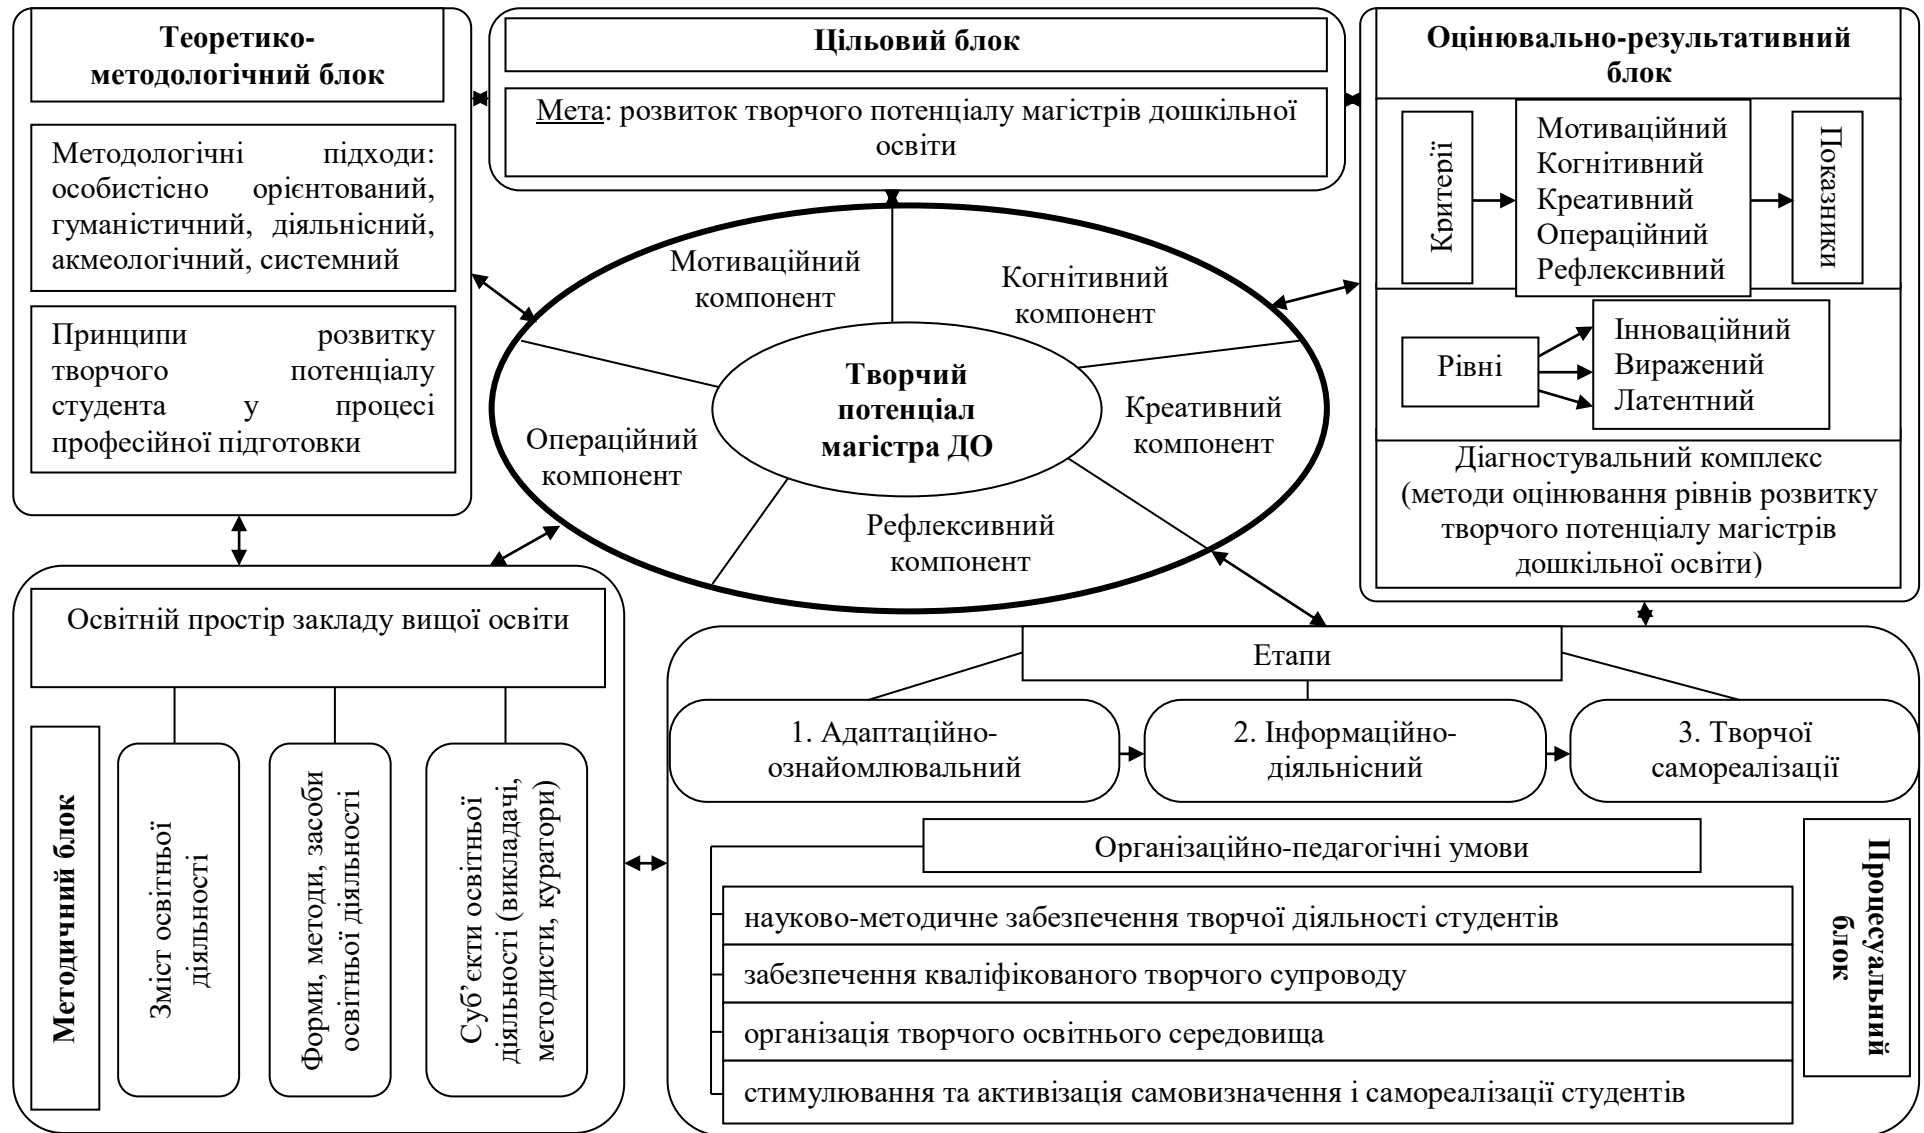 Теоретико-
методологічний блок
Методологічні підходи:
особистісно орієнтований,
гуманістичний, діяльнісний,
акмеологічний, системний
Принципи розвитку
творчого потенціалу
студента у процесі
професійної підготовки
Цільовий блок
Мета: розвиток творчого потенціалу магістрів дошкільної
освіти
Оцінювально-результативний
блок
Критерії
Мотиваційний
Когнітивний
Креативний
Операційний
Рефлексивний
Показники
Рівні
Інноваційний
Виражений
Латентний
Діагностувальний комплекс
(методи оцінювання рівнів розвитку
творчого потенціалу магістрів
дошкільної освіти)
Мотиваційний
компонент
Когнітивний
компонент
Креативний
компонент
Рефлексивний
компонент
Операційний
компонент
Творчий
потенціал
магістра ДО
Освітній простір закладу вищої освіти
Методичний блок
Зміст освітньої
діяльності
Форми, методи, засоби
освітньої діяльності
Суб’єкти освітньої
діяльності (викладачі,
методисти, куратори)
Етапи
1. Адаптаційно-
ознайомлювальний
2. Інформаційно-
діяльнісний
3. Творчої
самореалізації
Організаційно-педагогічні умови
науково-методичне забезпечення творчої діяльності студентів
забезпечення кваліфікованого творчого супроводу
організація творчого освітнього середовища
стимулювання та активізація самовизначення і самореалізації студентів
Процесуальний
блок